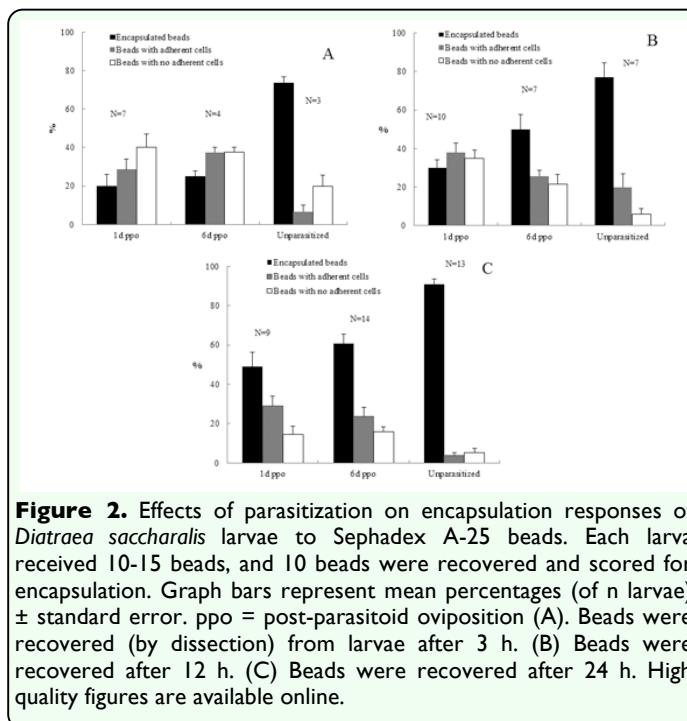 Encapsulated beads
Beads with adherent cells
Beads with no adherent cells
A
100
80
60
40
20
0
%
N=7
N=4
N=3
1d ppo
6d ppo
Unparasitized
Encapsulated beads
Beads with adherent cells
Beads with no adherent cells
B
100
80
60
40
20
0
%
N=10
N=7
N=7
1d ppo
6d ppo
Unparasitized
Encapsulated beads
Beads with adherent cells
Beads with no adherent cells
C
100
80
60
40
20
0
%
N=9
N=14
N=13
1d ppo
6d ppo
Unparasitized
Figure 2. Effects of parasitization on encapsulation responses of
Diatraea saccharalis larvae to Sephadex A-25 beads. Each larva
received 10-15 beads, and 10 beads were recovered and scored for
encapsulation. Graph bars represent mean percentages (of n larvae)
± standard error. ppo = post-parasitoid oviposition (A). Beads were
recovered (by dissection) from larvae after 3 h. (B) Beads were
recovered after 12 h. (C) Beads were recovered after 24 h. High
quality figures are available online.